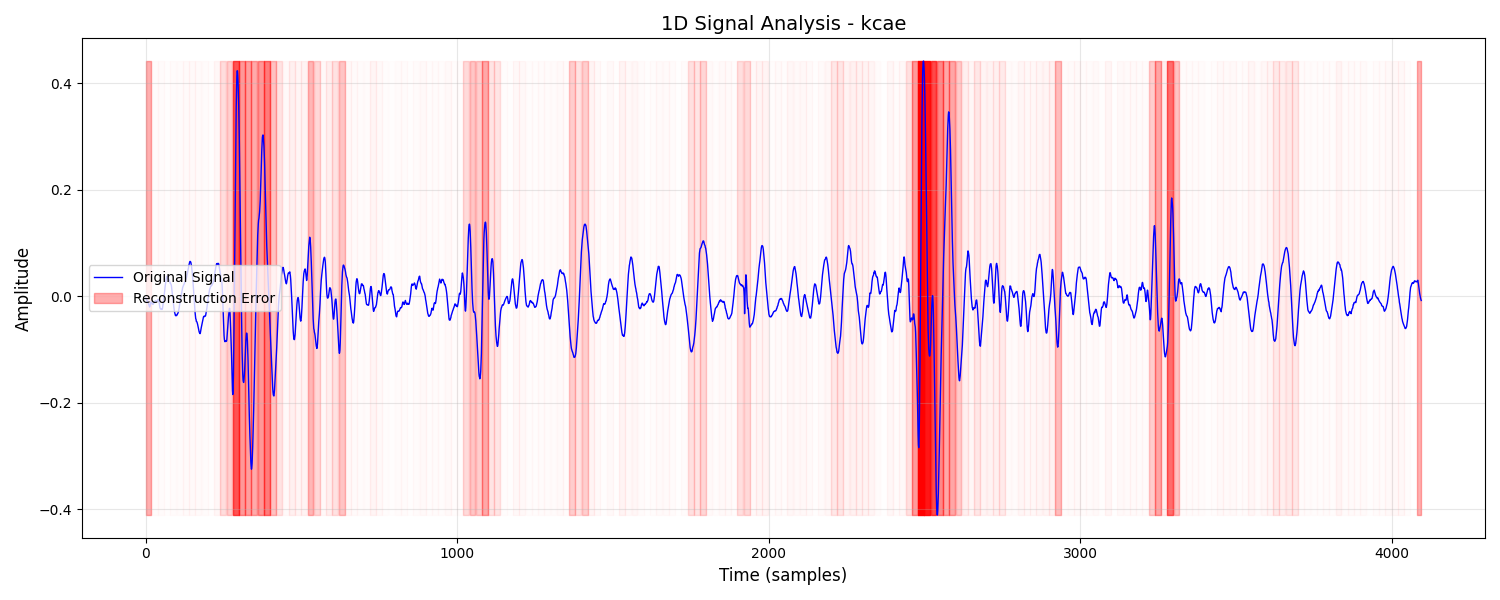 1D Signal Analysis - kcae
Amplitude
0.4
0.2
0.0
−0.2
−0.4
Original Signal
Reconstruction Error
0
1000
2000
3000
4000
Time (samples)